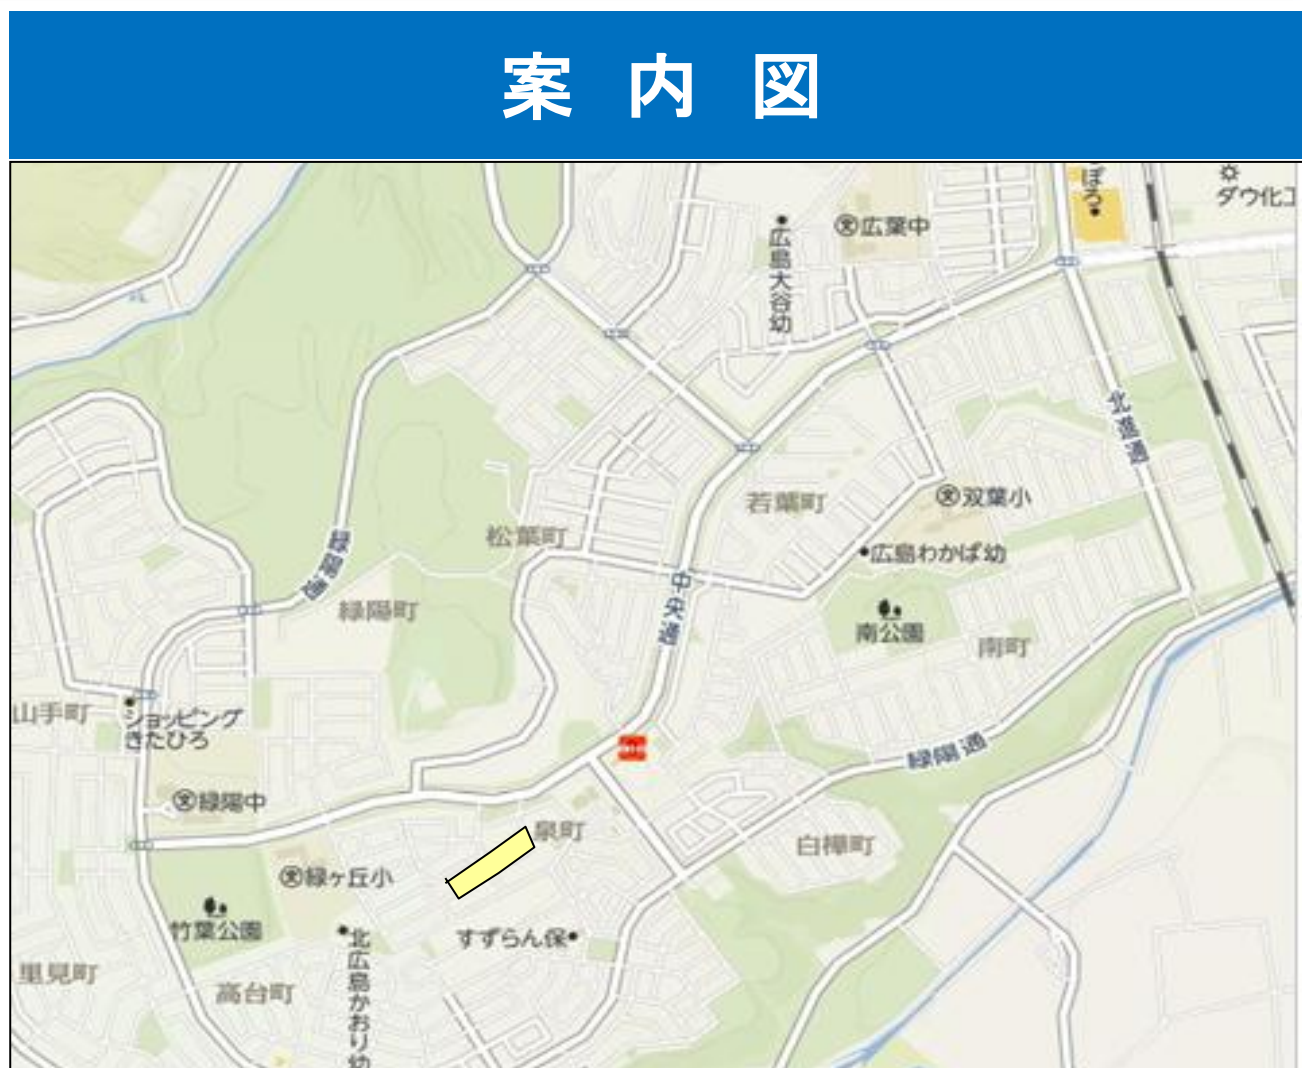 案 内 図
ぽろ
ダウ化工
広葉中
広島大谷幼
北進通
若葉町
双葉小
松葉町
広島わかば幼
緑陽通
中央通
緑陽町
南公園
南町
山手町
ショッピング
きたひろ
緑陽通
緑陽中
泉町
白樺町
緑ヶ丘小
竹葉公園
北広島かおり幼
すずらん保
里見町
高台町